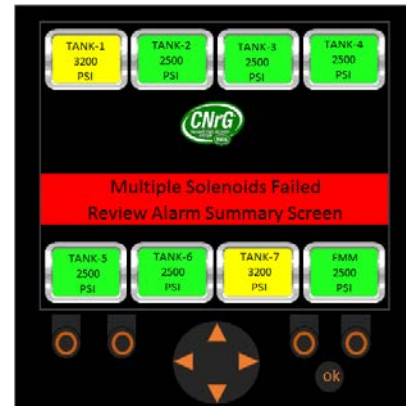 TANK-1
3200
PSI
TANK-2
2500
PSI
TANK-3
2500
PSI
TANK-4
2500
PSI
CNrG
Multiple Solenoids Failed
Review Alarm Summary Screen
TANK-5
2500
PSI
TANK-6
2500
PSI
TANK-7
3200
PSI
FMM
2500
PSI
ok